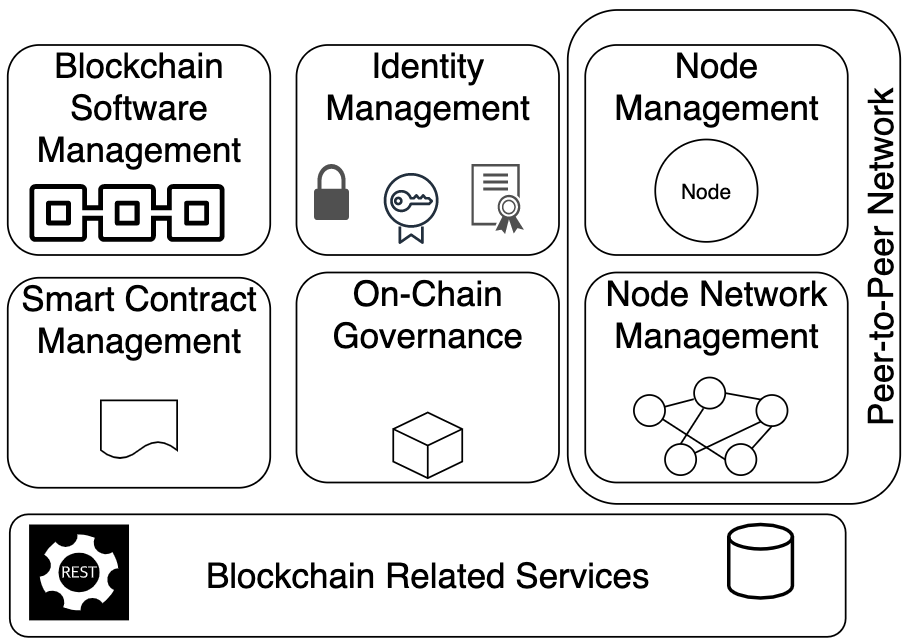 Blockchain
Software
Management
Identity
Management
Node
Management
Node
Peer-to-Peer Network
Smart Contract
Management
On-Chain
Governance
Node Network
Management
REST
Blockchain Related Services